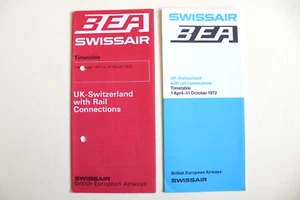 BEA
SWISSAIR
Timetable
UK-Switzerland
with Rail
Connections
SWISSAIR
British European Airways
SWISSAIR
BEA
UK-Switzerland
with rail connections
Timetable
1 April-31 October 1972
SWISSAIR
British European Airways